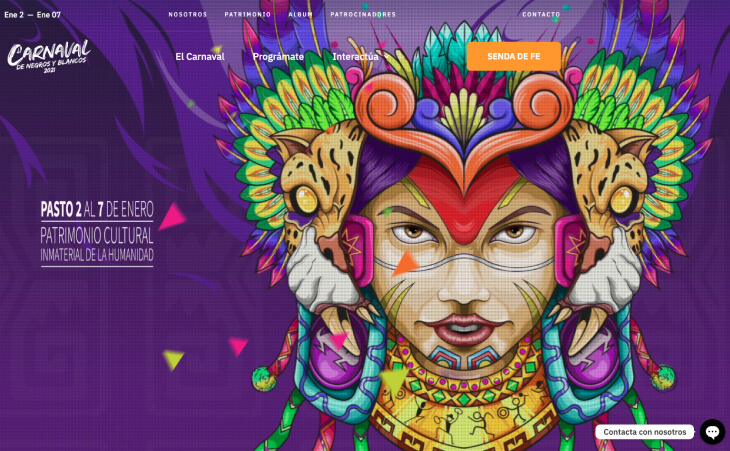 Ene 2 — Ene 07
NOSOTROS PATRIMONIO ALBUM PATROCINADORES CONTACTO
CARNAVAL
DE NEGROS Y BLANCOS
2021
El Carnaval Prográmate Interactúa SENDA DE FE
PASTO 2 AL 7 DE ENERO
PATRIMONIO CULTURAL
INMATERIAL DE LA HUMANIDAD
Contacta con nosotros